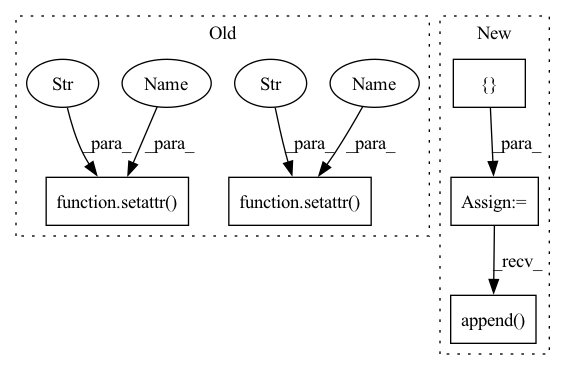 Old
New
Str
Name
Str
Name
{}
_para_
_para_
_para_
_para_
_para_
function.setattr()
function.setattr()
Assign:=
_recv_
append()